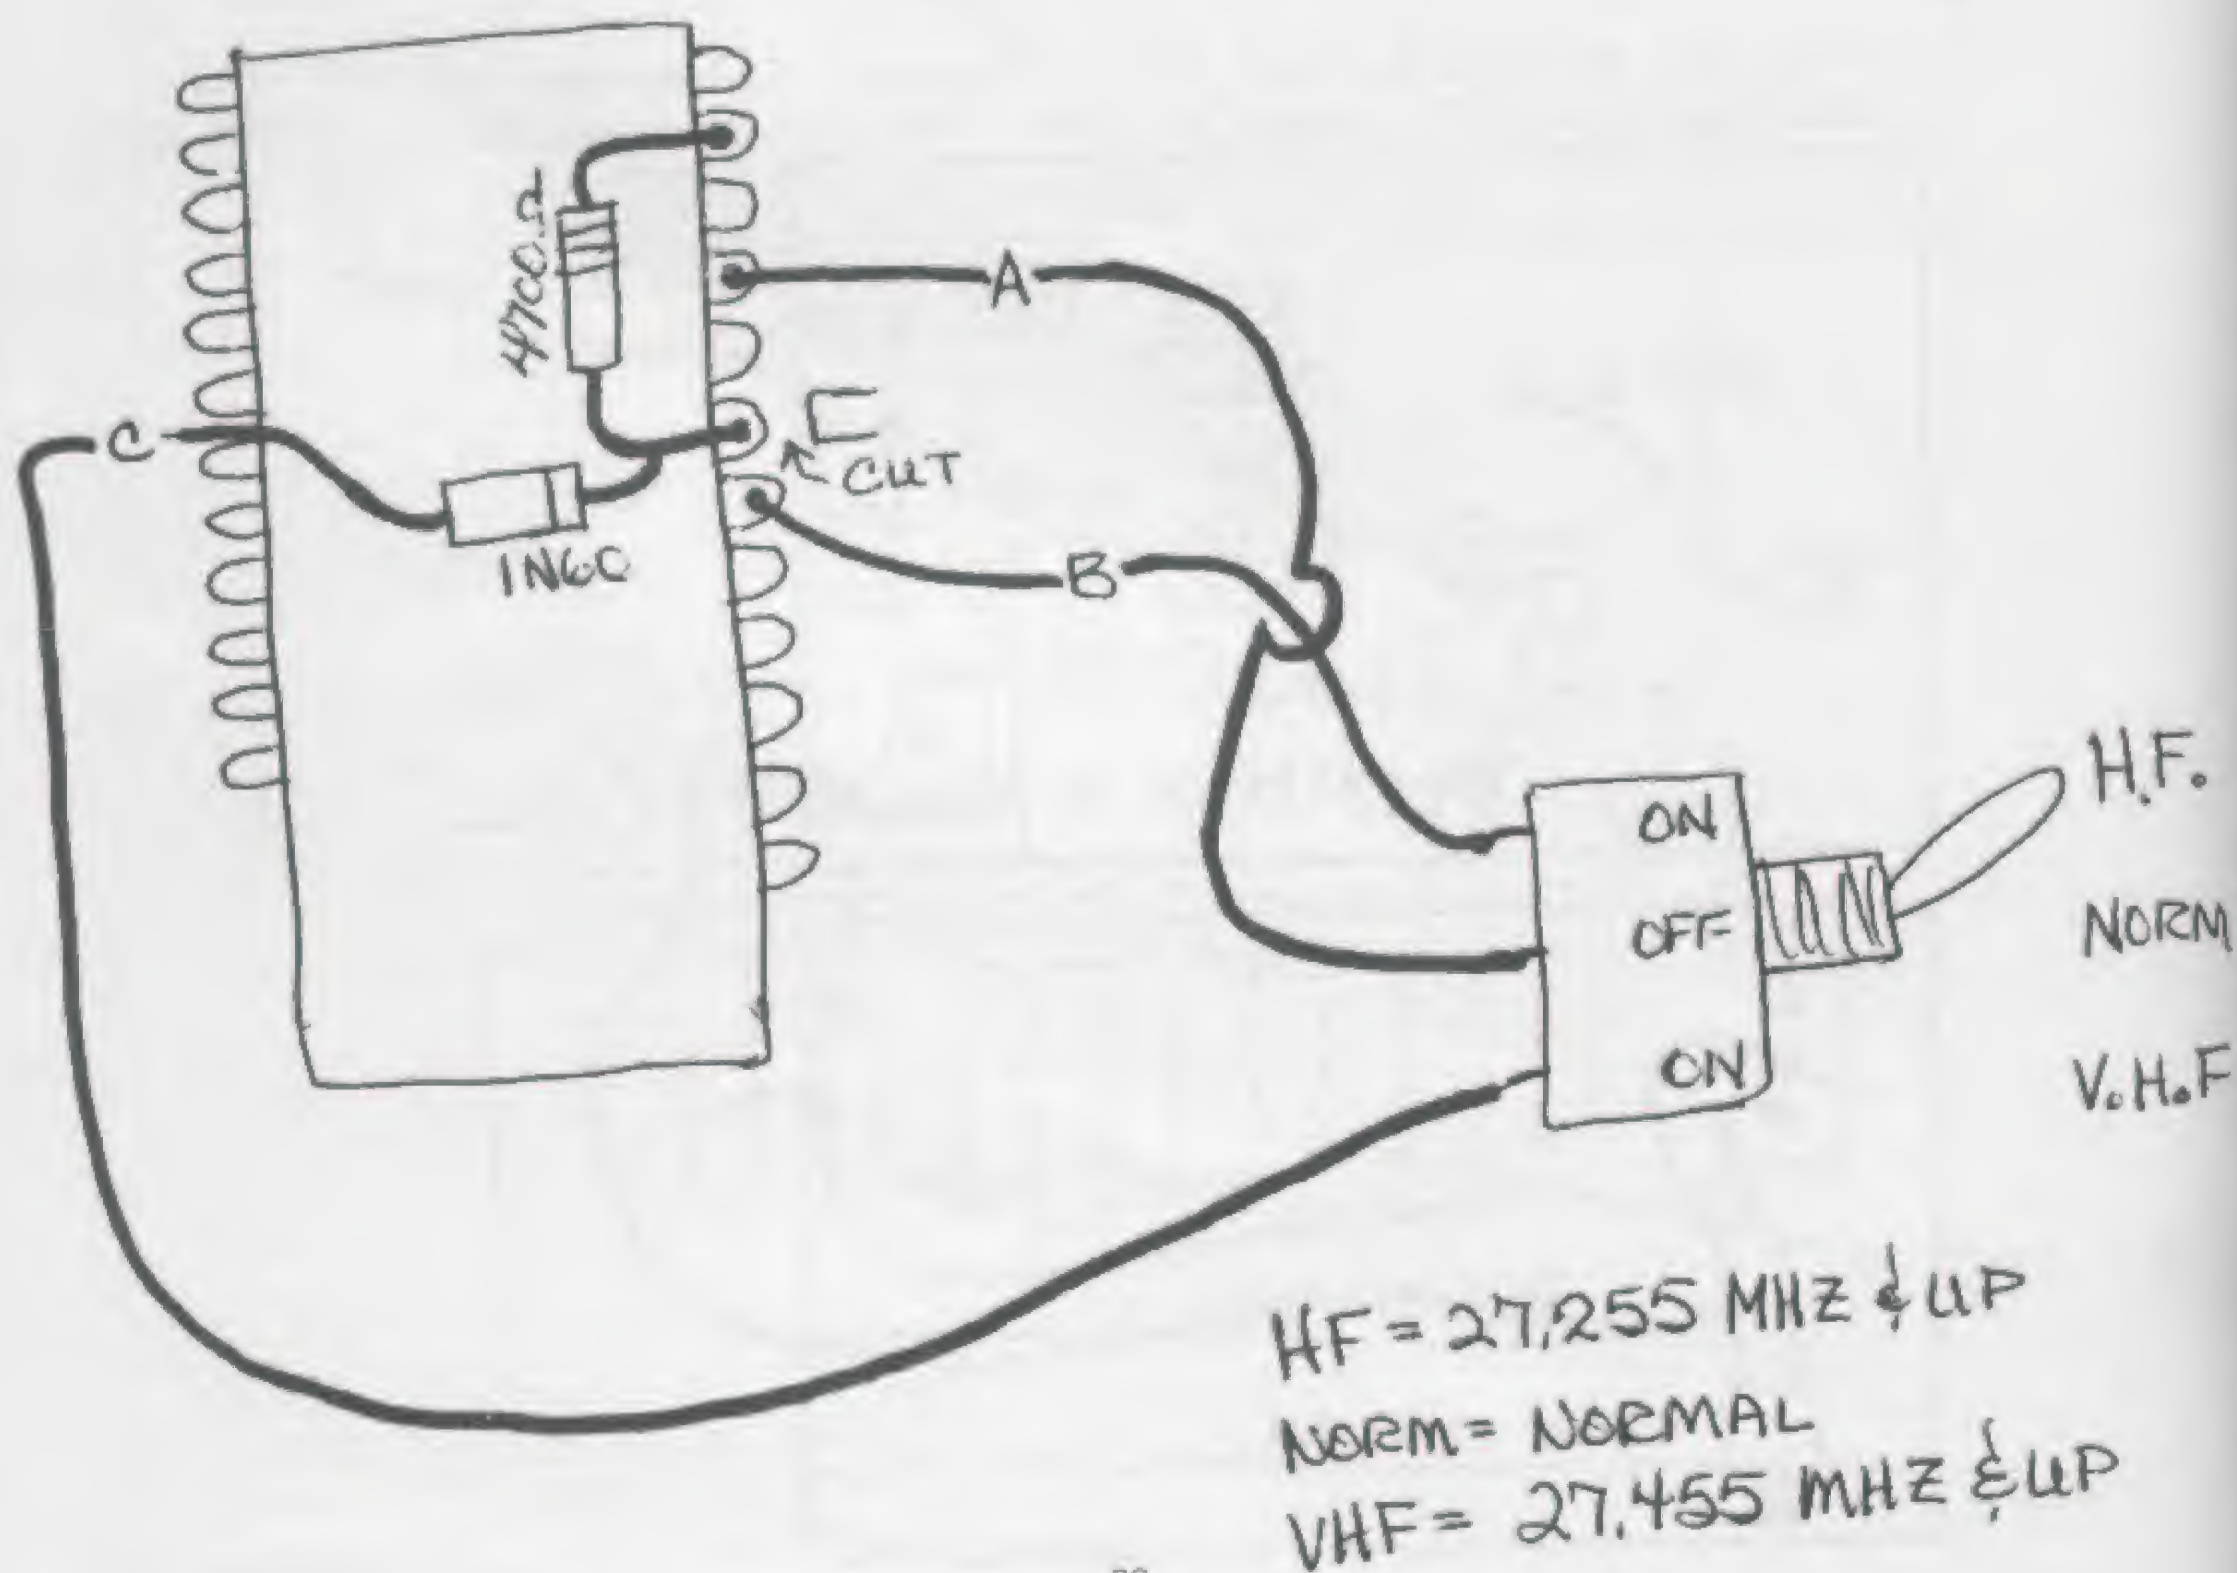 4700Ω
A
CUT
C
1N60
B
ON
OFF
ON
H.F.
NORM
V.H.F
HF = 27.255 MHZ & UP
NORM = NORMAL
VHF = 27.455 MHZ & UP